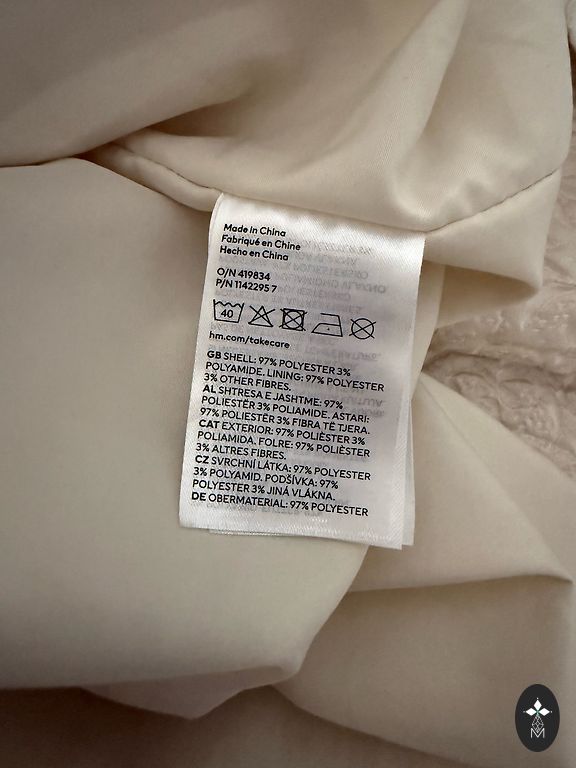 Made in China
Fabriqué en Chine
Hecho en China
O/N 419834
P/N 1142295 7
40
hm.com/takecare
GB SHELL: 97% POLYESTER 3%
POLYAMIDE. LINING: 97% POLYESTER
3% OTHER FIBRES.
AL SHTRESA E JASHTME: 97%
POLIESTËR 3% POLIAMIDE. ASTARI:
97% POLIESTËR 3% FIBRA TË TJERA.
CAT EXTERIOR: 97% POLIÈSTER 3%
POLIAMIDA. FOLRE: 97% POLIÈSTER
3% ALTRES FIBRES.
CZ SVRCHNÍ LÁTKA: 97% POLYESTER
3% POLYAMID. PODŠÍVKA: 97%
POLYESTER 3% JINÁ VLÁKNA.
DE OBERMATERIAL: 97% POLYESTER
M